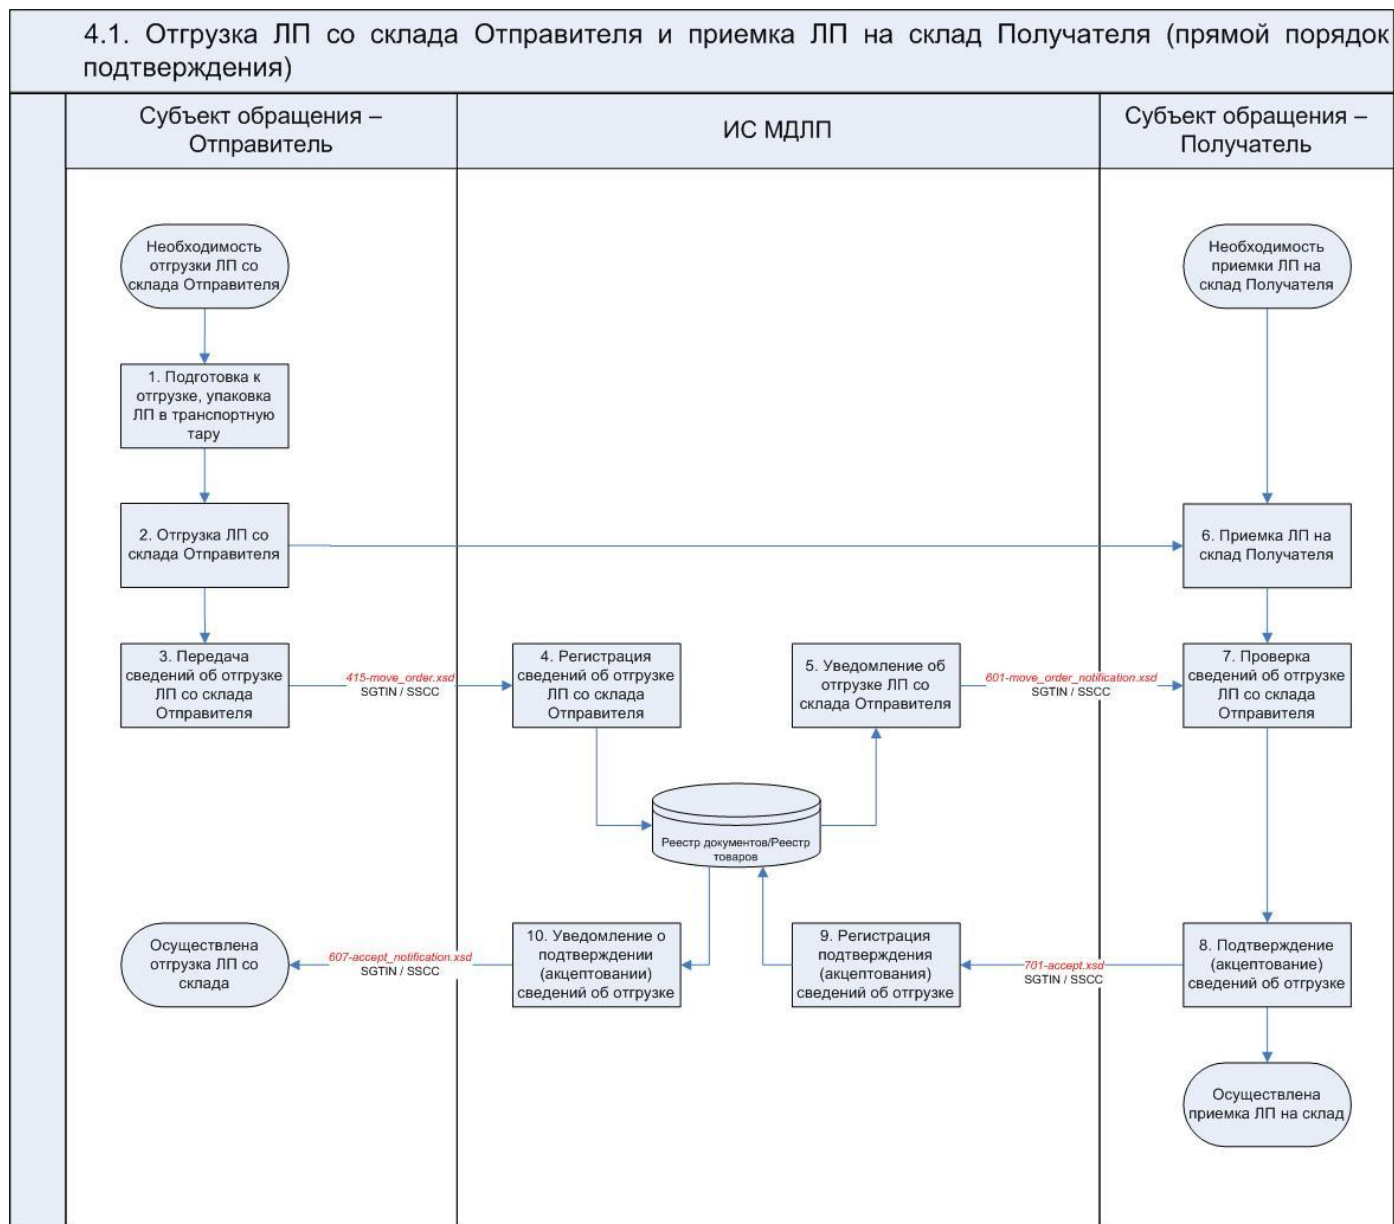 4.1. Отгрузка ЛП со склада Отправителя и приемка ЛП на склад Получателя (прямой порядок
подтверждения)
Субъект обращения –
Отправитель
ИС МДЛП
Субъект обращения –
Получатель
Необходимость
отгрузки ЛП со
склада Отправителя
Необходимость
приемки ЛП на
склад Получателя
1. Подготовка к
отгрузке, упаковка
ЛП в транспортную
тару
2. Отгрузка ЛП со
склада Отправителя
6. Приемка ЛП на
склад Получателя
3. Передача
сведений об отгрузке
ЛП со склада
Отправителя
415-move_order.xsd
SGTIN / SSCC
4. Регистрация
сведений об отгрузке
ЛП со склада
Отправителя
5. Уведомление об
отгрузке ЛП со
склада Отправителя
601-move_order_notification.xsd
SGTIN / SSCC
7. Проверка
сведений об отгрузке
ЛП со склада
Отправителя
Реестр документов/Реестр
товаров
Осуществлена
отгрузка ЛП со
склада
607-accept_notification.xsd
SGTIN / SSCC
10. Уведомление о
подтверждении
(акцептовании)
сведений об отгрузке
9. Регистрация
подтверждения
(акцептования)
сведений об отгрузке
701-accept.xsd
SGTIN / SSCC
8. Подтверждение
(акцептование)
сведений об отгрузке
Осуществлена
приемка ЛП на склад